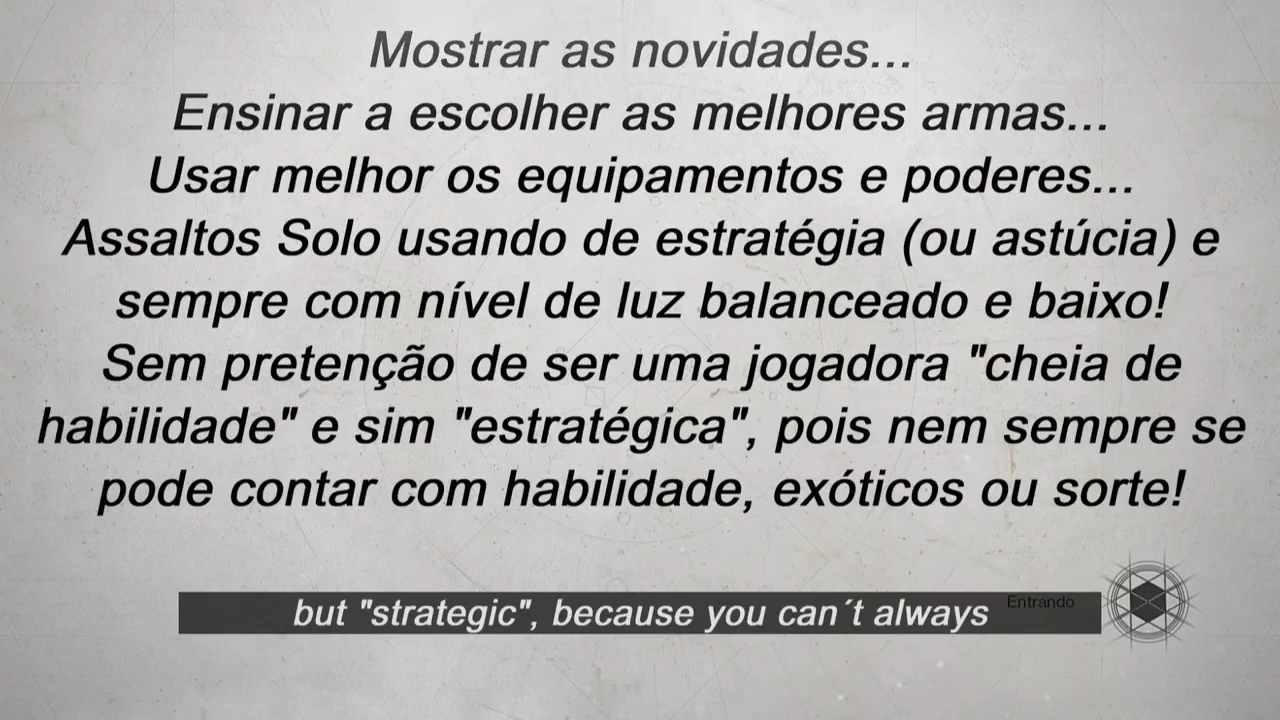 Mostrar as novidades...
Ensinar a escolher as melhores armas...
Usar melhor os equipamentos e poderes...
Assaltos Solo usando de estratégia (ou astúcia) e
sempre com nível de luz balanceado e baixo!
Sem pretenção de ser uma jogadora "cheia de
habilidade" e sim "estratégica", pois nem sempre se
pode contar com habilidade, exóticos ou sorte!
but "strategic", because you can´t always
Entrando